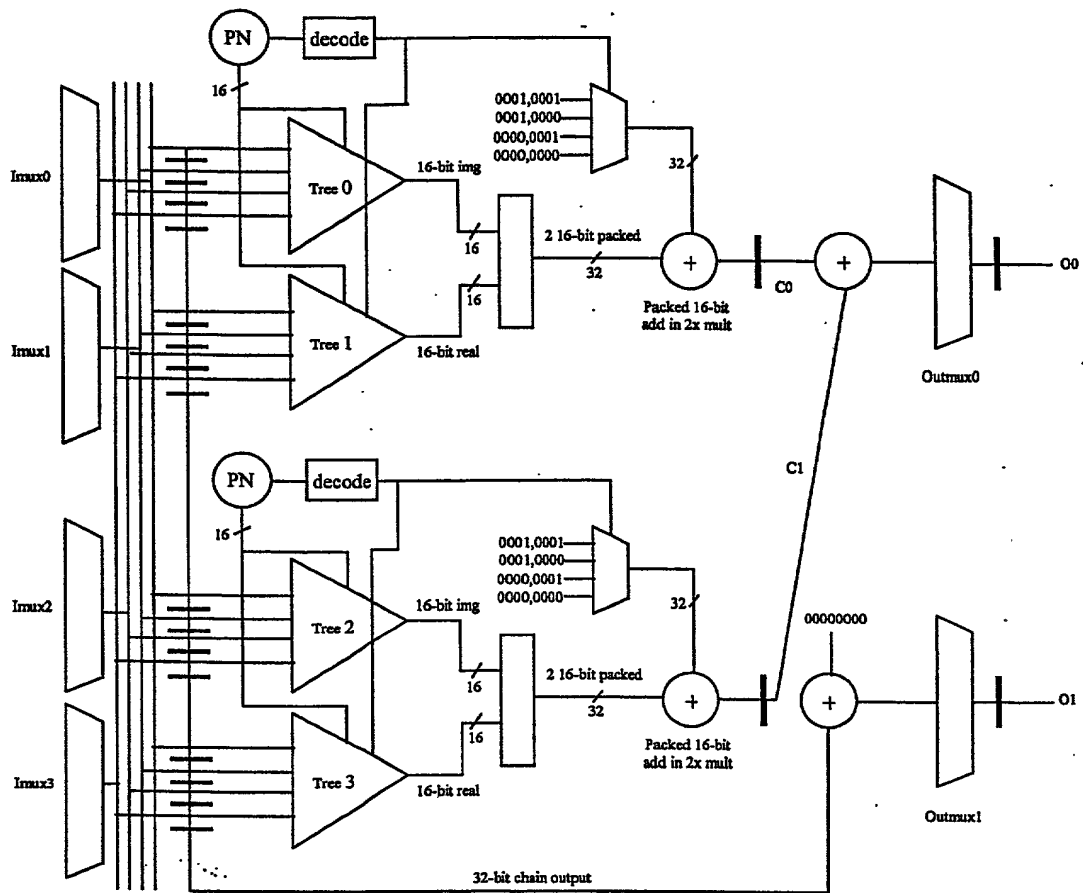 PN
decode
16
0001,0001
0001,0000
0000,0001
0000,0000
32
Imux0
Tree 0
16-bit img
16
2 16-bit packed
32
+
+
O0
C0
16
Packed 16-bit
add in 2x mult
Imux1
Tree 1
16-bit real
Outmux0
C1
PN
decode
16
0001,0001
0001,0000
0000,0001
0000,0000
32
Imux2
Tree 2
16-bit img
00000000
16
2 16-bit packed
32
+
+
O1
16
Packed 16-bit
add in 2x mult
Imux3
Tree 3
16-bit real
Outmux1
32-bit chain output